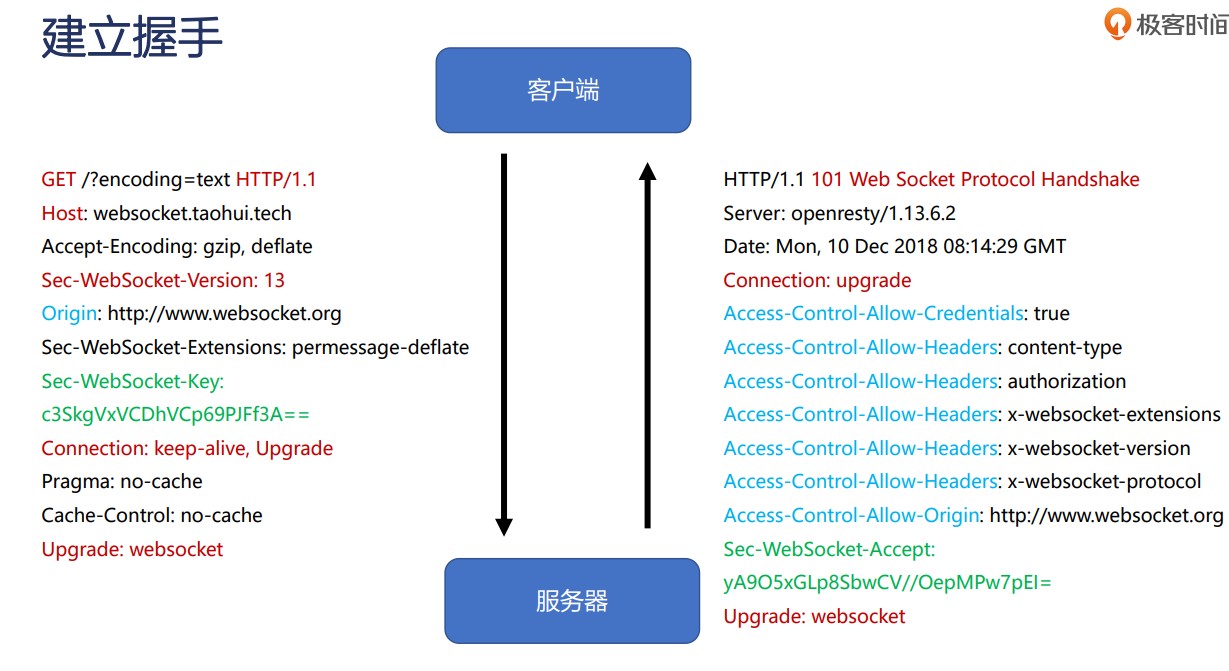 建立握手
极客时间
客户端
GET /?encoding=text HTTP/1.1
Host: websocket.taohui.tech
Accept-Encoding: gzip, deflate
Sec-WebSocket-Version: 13
Origin: http://www.websocket.org
Sec-WebSocket-Extensions: permessage-deflate
Sec-WebSocket-Key:
c3SkgVxVCDhVCp69PJFf3A==
Connection: keep-alive, Upgrade
Pragma: no-cache
Cache-Control: no-cache
Upgrade: websocket
HTTP/1.1 101 Web Socket Protocol Handshake
Server: openresty/1.13.6.2
Date: Mon, 10 Dec 2018 08:14:29 GMT
Connection: upgrade
Access-Control-Allow-Credentials: true
Access-Control-Allow-Headers: content-type
Access-Control-Allow-Headers: authorization
Access-Control-Allow-Headers: x-websocket-extensions
Access-Control-Allow-Headers: x-websocket-version
Access-Control-Allow-Headers: x-websocket-protocol
Access-Control-Allow-Origin: http://www.websocket.org
Sec-WebSocket-Accept:
yA9O5xGLp8SbwCV//OepMPw7pEI=
Upgrade: websocket
服务器